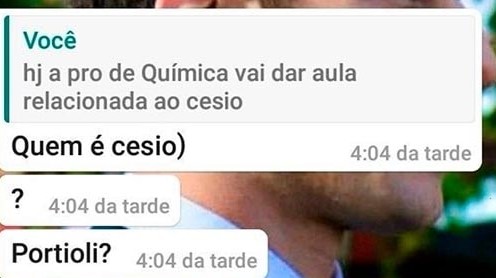 Você
hj a pro de Química vai dar aula
relacionada ao cesio
Quem é cesio)
4:04 da tarde
?
4:04 da tarde
Portioli?
4:04 da tarde